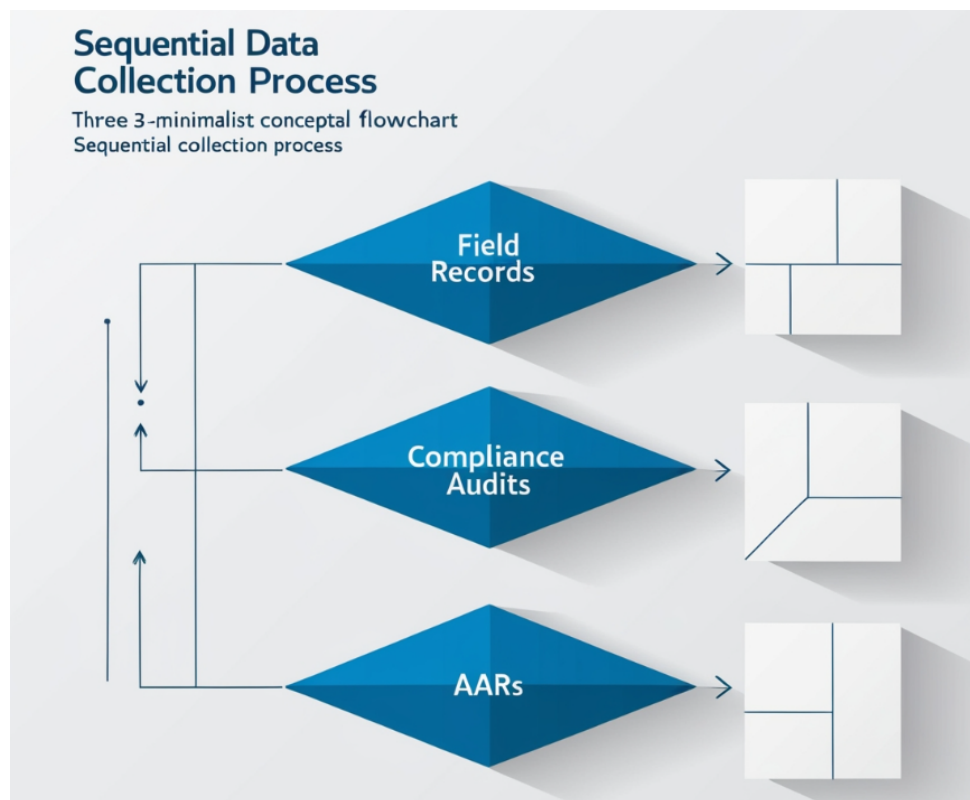 Sequential Data
Collection Process
Three 3-minimalist conceptal flowchart
Sequential collection process
Field
Records
Compliance
Audits
AARs